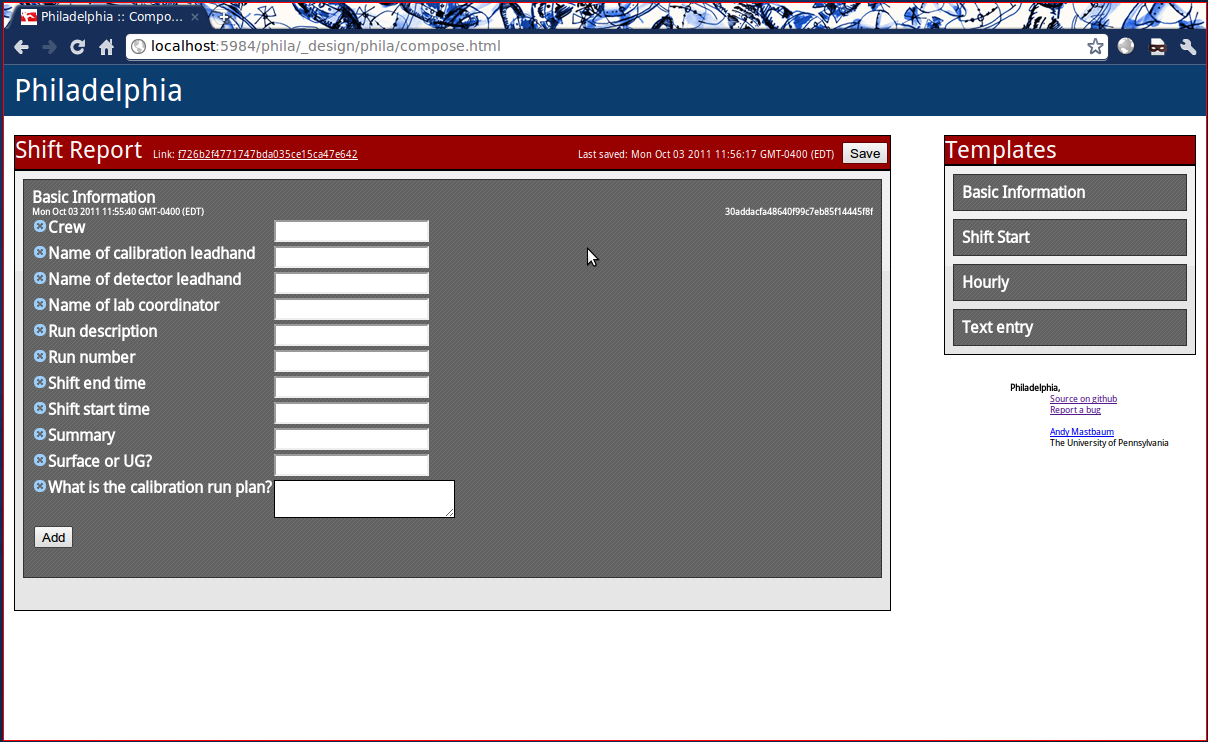 Philadelphia :: Compo...
localhost:5984/phila/_design/phila/compose.html
Philadelphia
Shift Report Link: f726b2f4771747bda035ce15ca47e642 Last saved: Mon Oct 03 2011 11:56:17 GMT-0400 (EDT) Save
Basic Information
Mon Oct 03 2011 11:55:40 GMT-0400 (EDT) 30addacfa48640f99c7eb85f14445f8f
Crew
Name of calibration leadhand
Name of detector leadhand
Name of lab coordinator
Run description
Run number
Shift end time
Shift start time
Summary
Surface or UG?
What is the calibration run plan?
Add
Templates
Basic Information
Shift Start
Hourly
Text entry
Philadelphia,
Source on github
Report a bug
Andy Mastbaum
The University of Pennsylvania